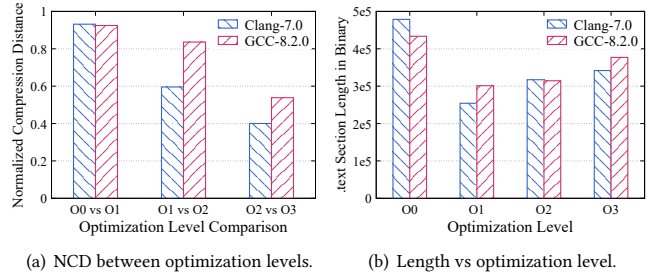 Normalized Compression Distance
1
0.8
0.6
0.4
0.2
0
Clang-7.0
GCC-8.2.0
O0 vs O1
O1 vs O2
O2 vs O3
Optimization Level Comparison
(a) NCD between optimization levels.
.text Section Length in Binary
5e5
4e5
3e5
2e5
1e5
0
Clang-7.0
GCC-8.2.0
O0
O1
O2
O3
Optimization Level
(b) Length vs optimization level.